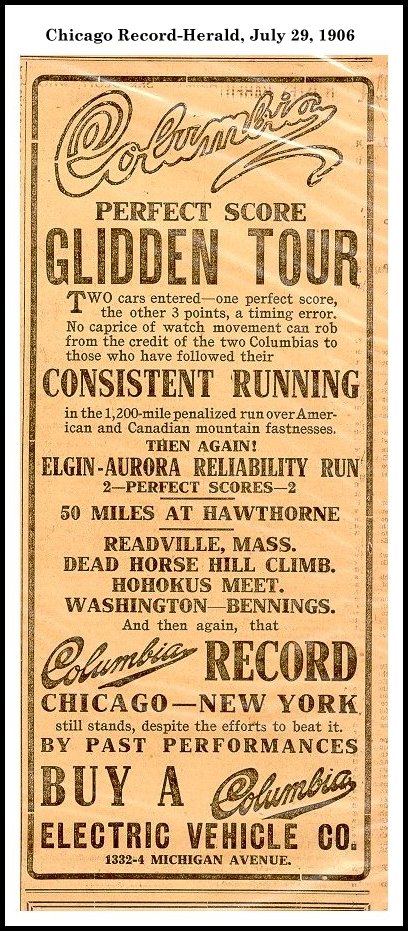 Chicago Record-Herald, July 29, 1906
Columbia
PERFECT SCORE
GLIDDEN TOUR
TWO cars entered—one perfect score,
the other 3 points, a timing error.
No caprice of watch movement can rob
from the credit of the two Columbias to
those who have followed their
CONSISTENT RUNNING
in the 1,200-mile penalized run over Amer-
ican and Canadian mountain fastnesses.
THEN AGAIN!
ELGIN-AURORA RELIABILITY RUN
2—PERFECT SCORES—2
50 MILES AT HAWTHORNE
READVILLE, MASS.
DEAD HORSE HILL CLIMB.
HOHOKUS MEET.
WASHINGTON—BENNINGS.
And then again, that
Columbia RECORD
CHICAGO—NEW YORK
still stands, despite the efforts to beat it.
BY PAST PERFORMANCES
BUY A Columbia
ELECTRIC VEHICLE CO.
1332-4 MICHIGAN AVENUE.